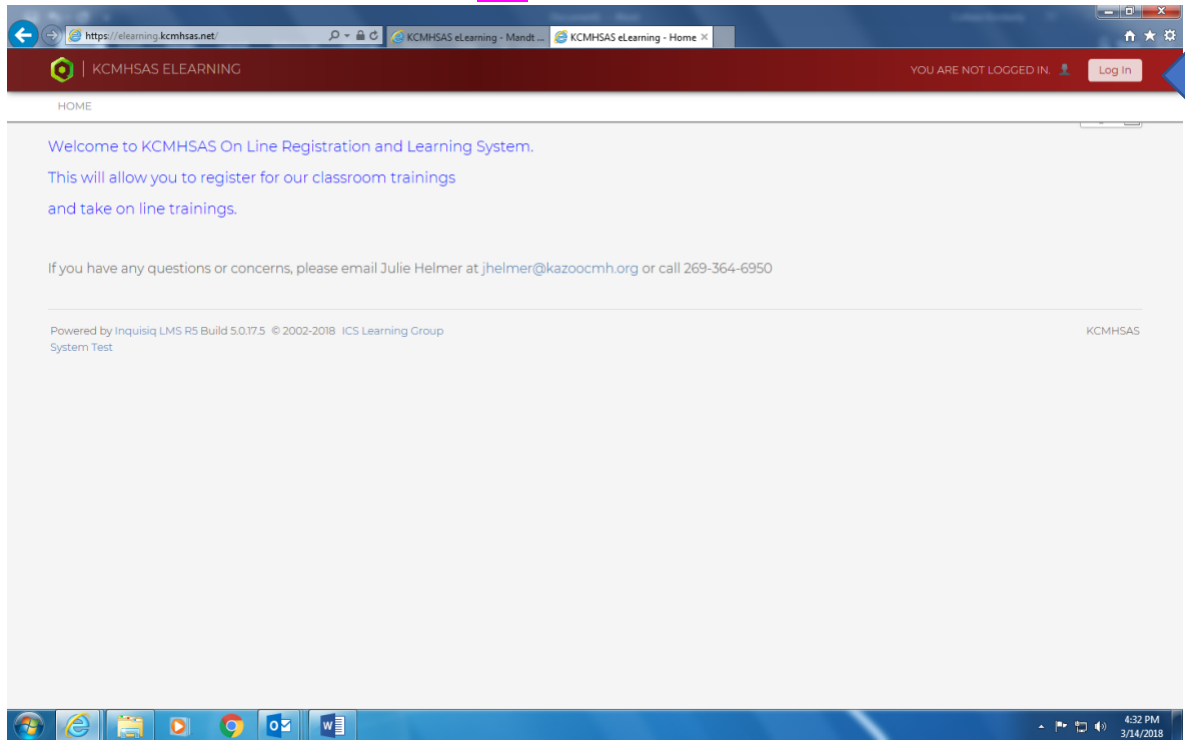 https://elearning.kcmhsas.net/
KCMHSAS eLearning - Mandt ...
KCMHSAS eLearning - Home
KCMHSAS ELEARNING
YOU ARE NOT LOGGED IN.
Log In
HOME
Welcome to KCMHSAS On Line Registration and Learning System.
This will allow you to register for our classroom trainings
and take on line trainings.
If you have any questions or concerns, please email Julie Helmer at jhelmer@kazoocmh.org or call 269-364-6950
Powered by Inquisiq LMS R5 Build 5.0.17.5 © 2002-2018 ICS Learning Group
KCMHSAS
System Test
4:32 PM
3/14/2018